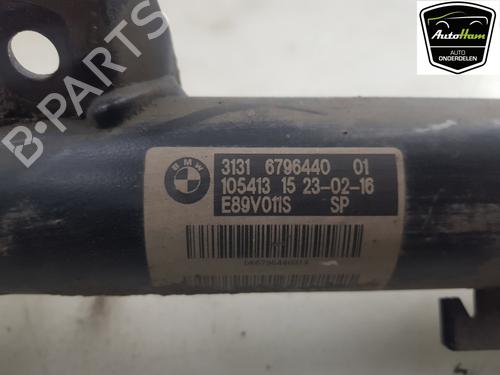 AutoHam
AUTO
ONDERDELEN
B-PARTS
BMW
3131 6796440 01
105413 15 23-02-16
E89V011S SP